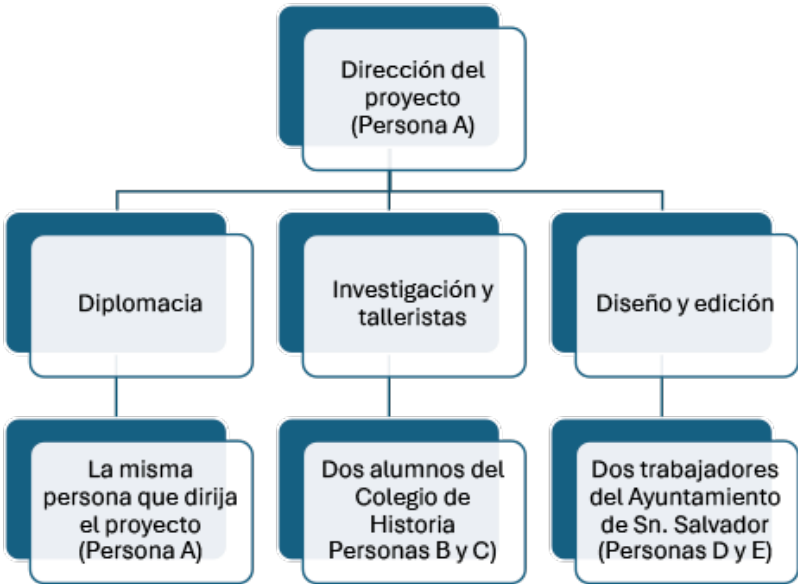 Dirección del
proyecto
(Persona A)
Diplomacia
Investigación y
talleristas
Diseño y edición
La misma
persona que dirija
el proyecto
(Persona A)
Dos alumnos del
Colegio de
Historia
Personas B y C)
Dos trabajadores
del Ayuntamiento
de Sn. Salvador
(Personas D y E)